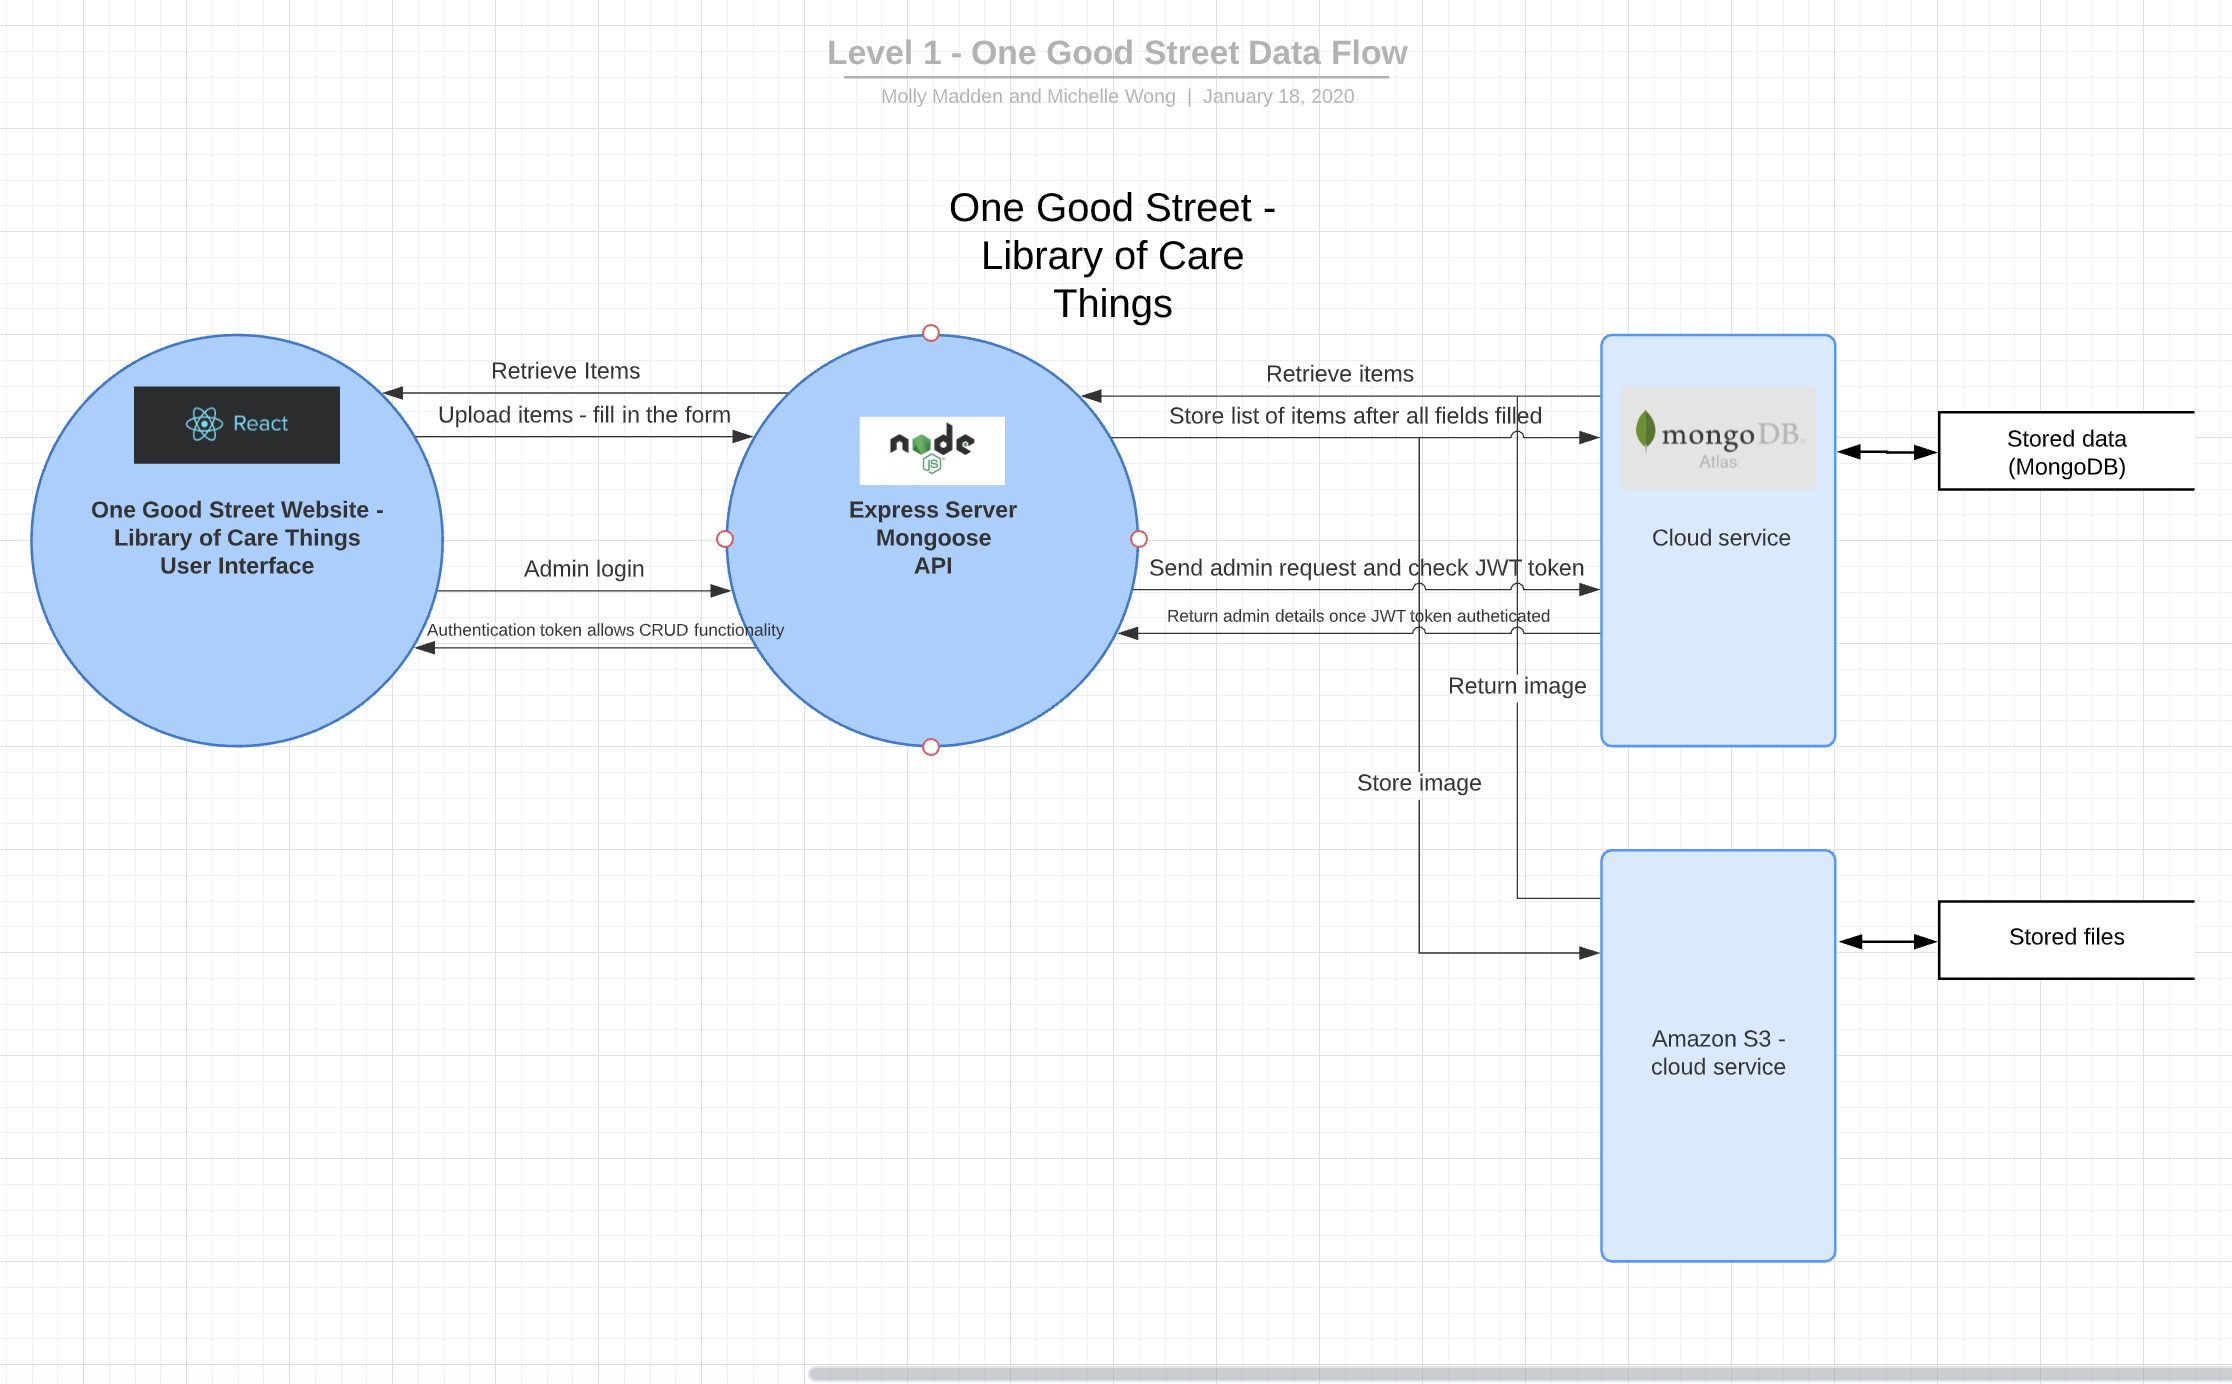 Level 1 - One Good Street Data Flow
Molly Madden and Michelle Wong | January 18, 2020
One Good Street -
Library of Care
Things
Retrieve Items
Upload items - fill in the form
React
One Good Street Website -
Library of Care Things
User Interface
Admin login
Authentication token allows CRUD functionality
node
JS
Express Server
Mongoose
API
Retrieve items
Store list of items after all fields filled
Send admin request and check JWT token
Return admin details once JWT token autheticated
Return image
Store image
mongoDB.
Atlas
Cloud service
Stored data
(MongoDB)
Amazon S3 -
cloud service
Stored files